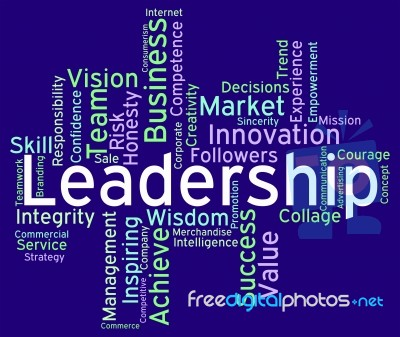 Internet
Consumerism
Business
Competence
Creativity
Corporate
Vision
Team
Risk
Honesty
Responsibility
Confidence
Skill
Sale
Teamwork
Branding
Decisions
Trend
Experience
Empowerment
Market
Sincerity
Mission
Innovation
Followers
Communication
Advertising
Courage
Concept
Leadership
Integrity
Commercial
Service
Strategy
Management
Inspiring
Company
Competitive
Commerce
Achieve
Wisdom
Merchandise
Intelligence
Promotion
Success
Value
Collage
freedigitalphotos.net